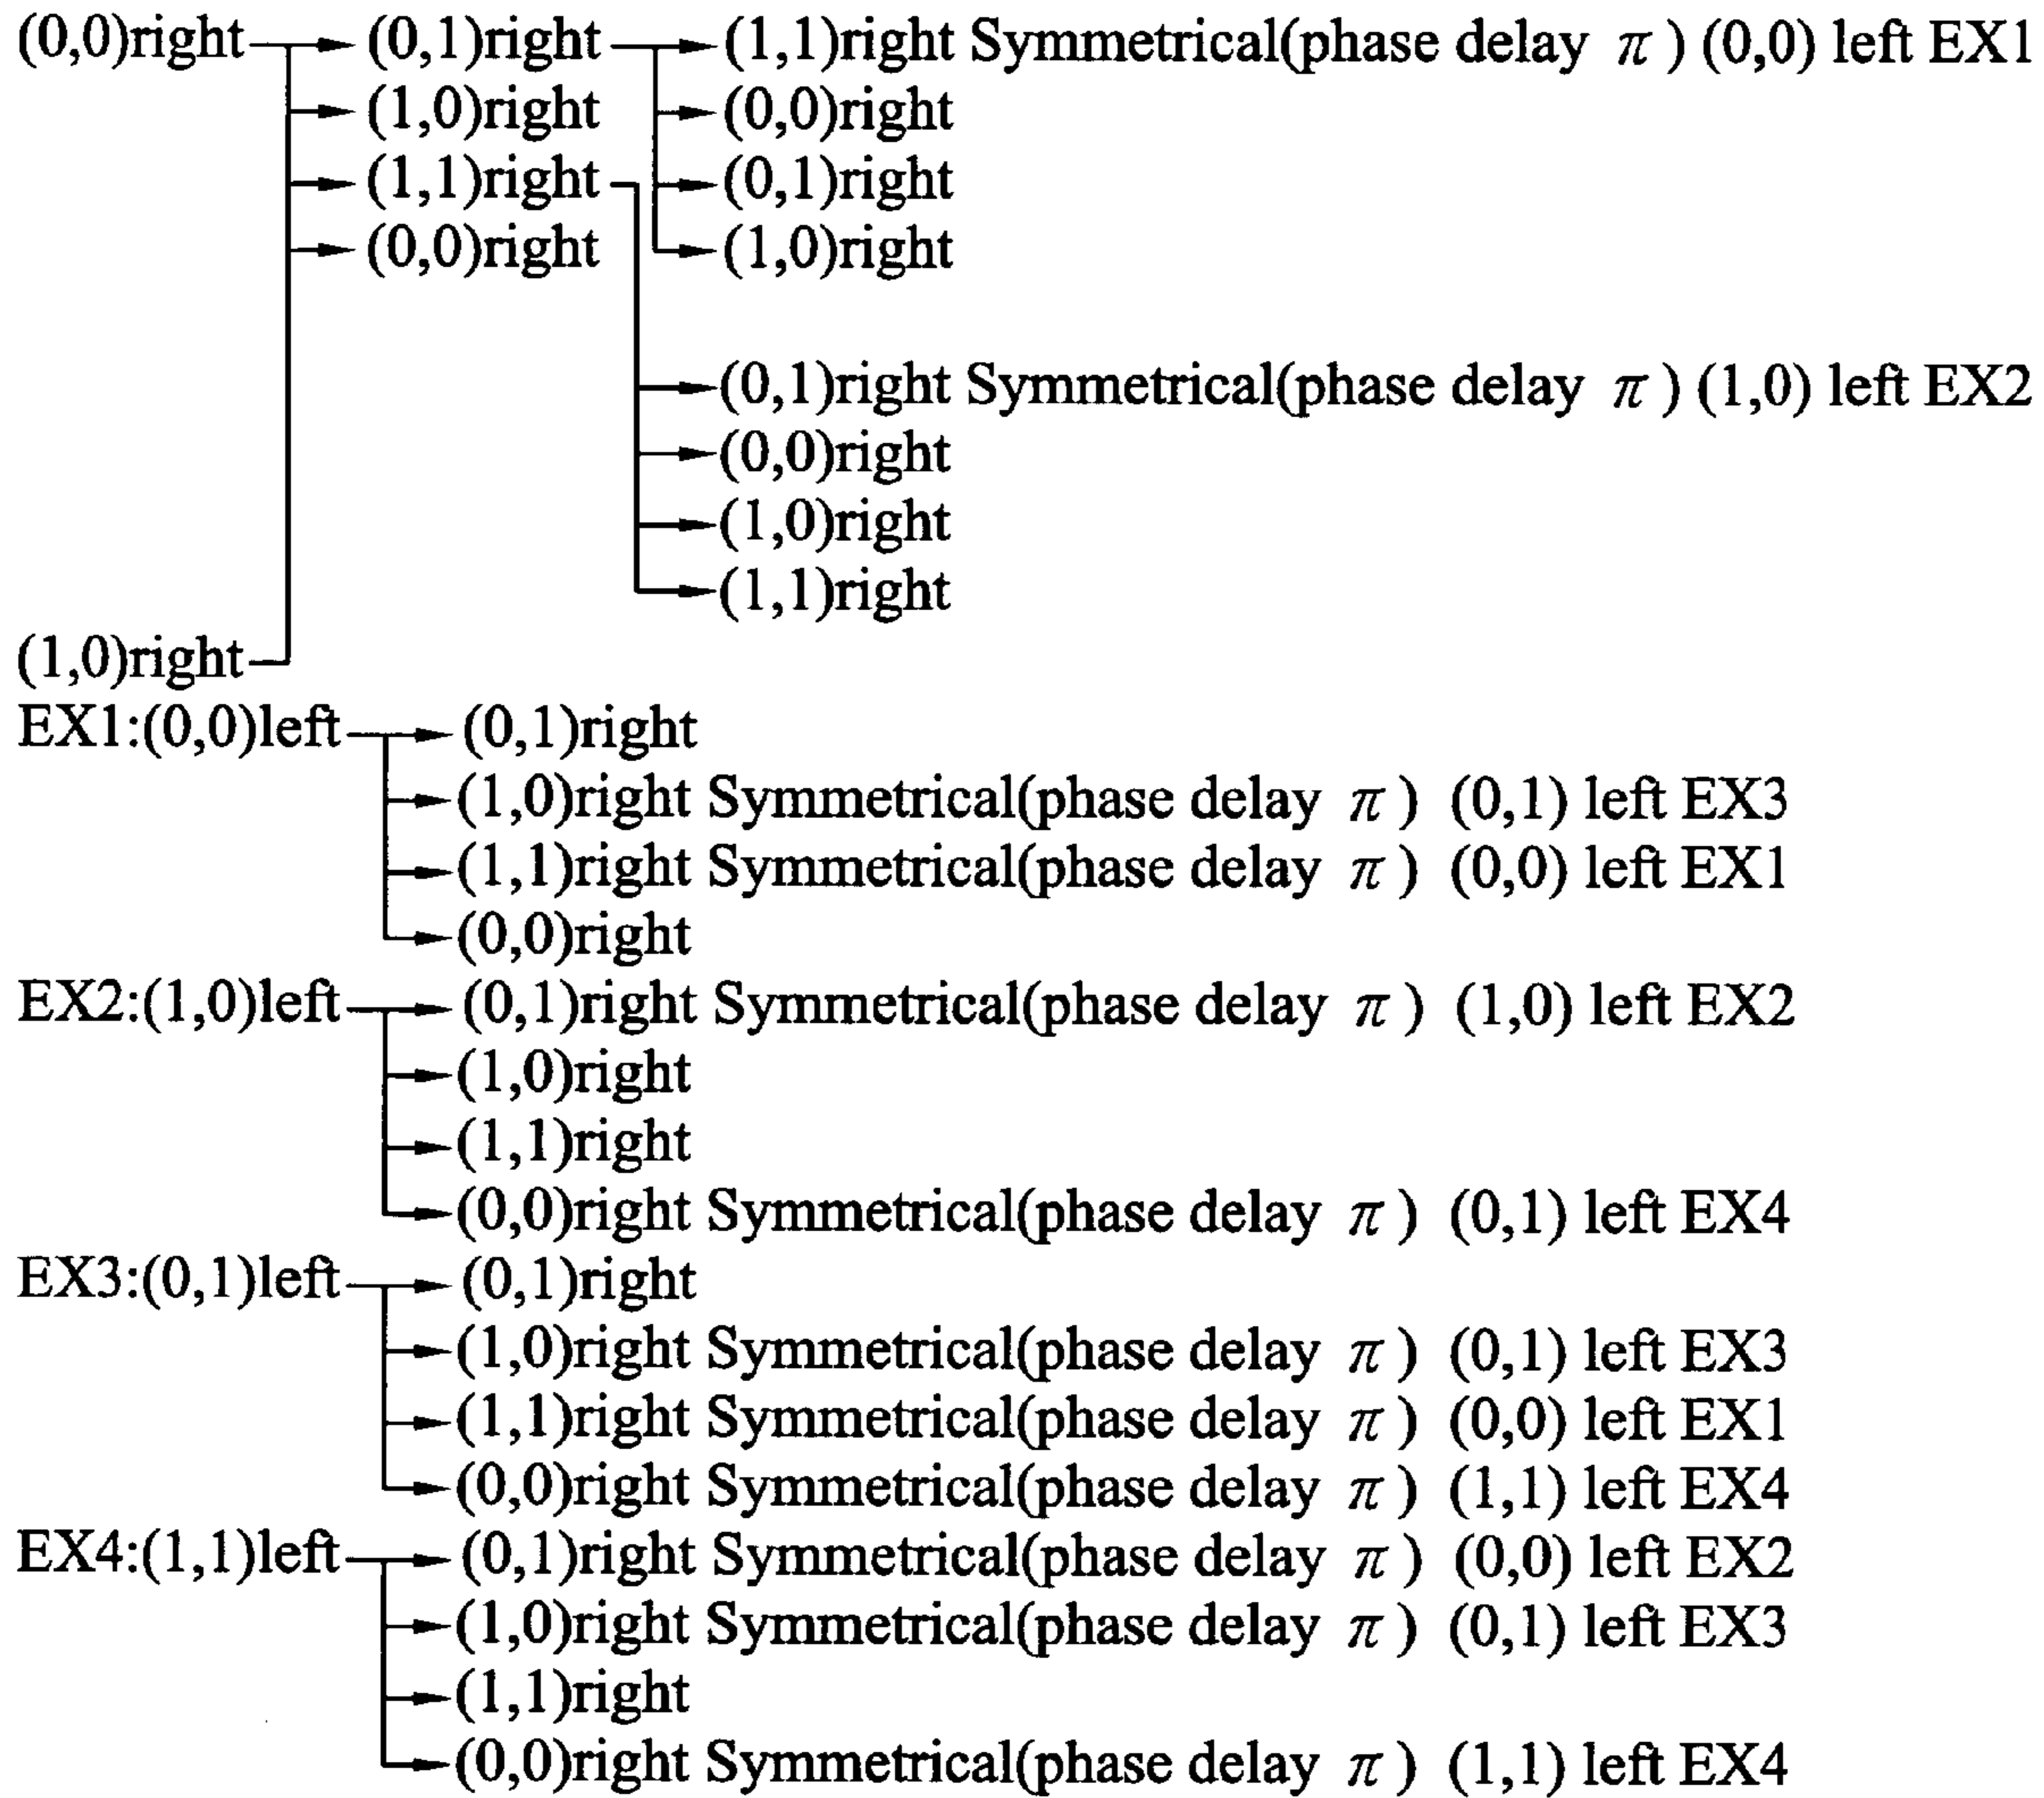 (0,0)right (0,1)right (1,1)right Symmetrical(phase delay π) (0,0) left EX1
(1,0)right (0,0)right
(1,1)right (0,1)right
(0,0)right (1,0)right
(0,1)right Symmetrical(phase delay π) (1,0) left EX2
(0,0)right
(1,0)right
(1,1)right
(1,0)right
EX1:(0,0)left (0,1)right
(1,0)right Symmetrical(phase delay π) (0,1) left EX3
(1,1)right Symmetrical(phase delay π) (0,0) left EX1
(0,0)right
EX2:(1,0)left (0,1)right Symmetrical(phase delay π) (1,0) left EX2
(1,0)right
(1,1)right
(0,0)right Symmetrical(phase delay π) (0,1) left EX4
EX3:(0,1)left (0,1)right
(1,0)right Symmetrical(phase delay π) (0,1) left EX3
(1,1)right Symmetrical(phase delay π) (0,0) left EX1
(0,0)right Symmetrical(phase delay π) (1,1) left EX4
EX4:(1,1)left (0,1)right Symmetrical(phase delay π) (0,0) left EX2
(1,0)right Symmetrical(phase delay π) (0,1) left EX3
(1,1)right
(0,0)right Symmetrical(phase delay π) (1,1) left EX4